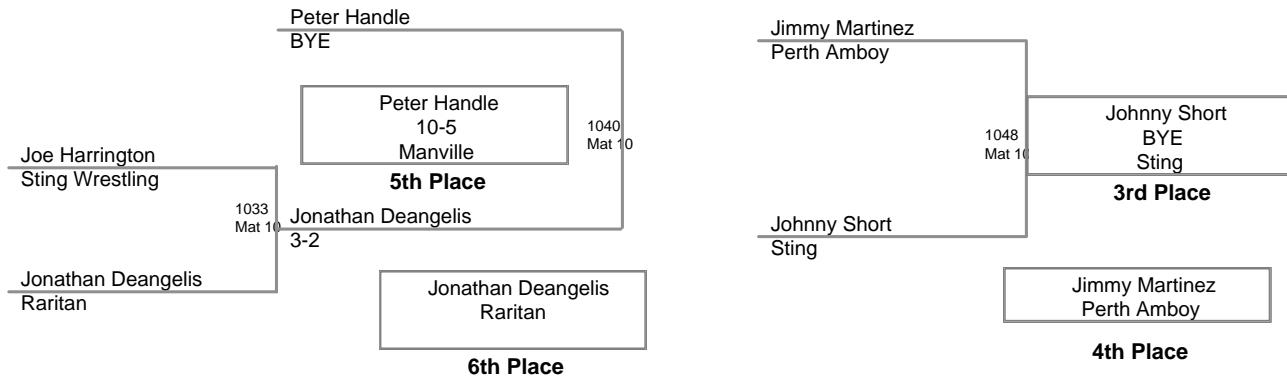 Peter Handle
BYE
Peter Handle
10-5
Manville
5th Place
1040
Mat 10
Joe Harrington
Sting Wrestling
1033
Mat 10
Jonathan Deangelis
3-2
Jonathan Deangelis
Raritan
Jonathan Deangelis
Raritan
6th Place
Jimmy Martinez
Perth Amboy
1048
Mat 10
Johnny Short
BYE
Sting
3rd Place
Johnny Short
Sting
Jimmy Martinez
Perth Amboy
4th Place